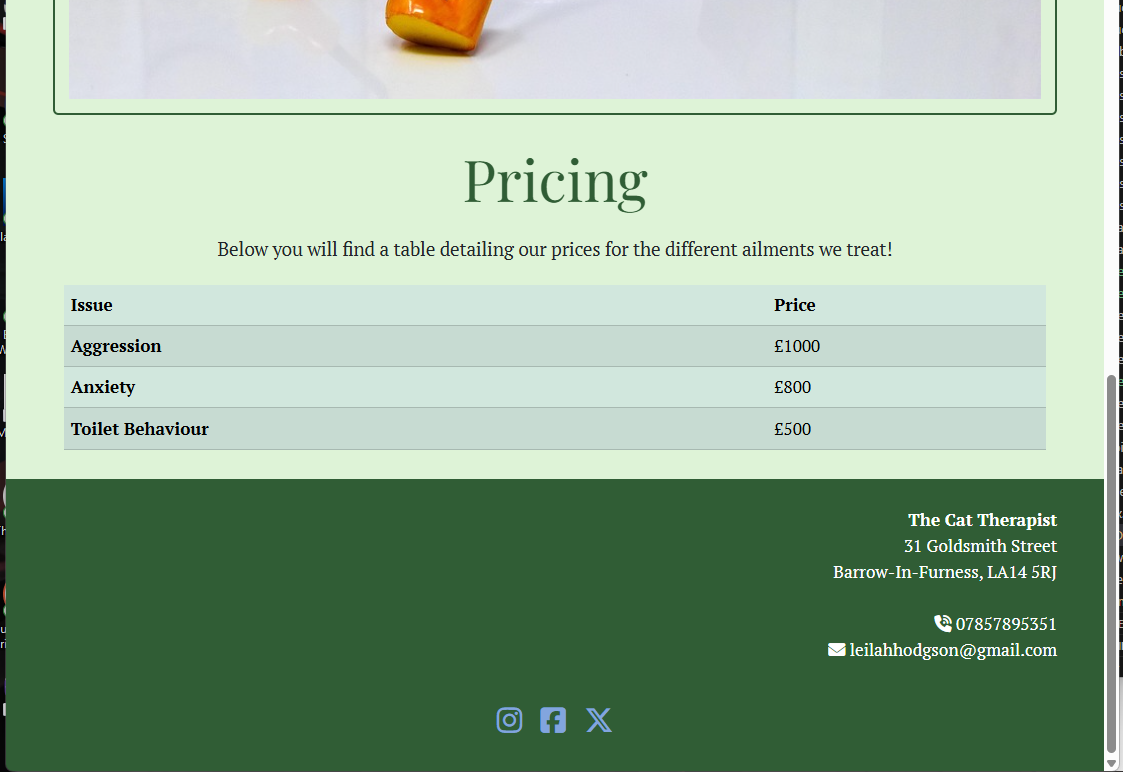 Pricing
Below you will find a table detailing our prices for the different ailments we treat!
Issue Price
Aggression £1000
Anxiety £800
Toilet Behaviour £500
The Cat Therapist
31 Goldsmith Street
Barrow-In-Furness, LA14 5RJ
07857895351
leilahhodgson@gmail.com